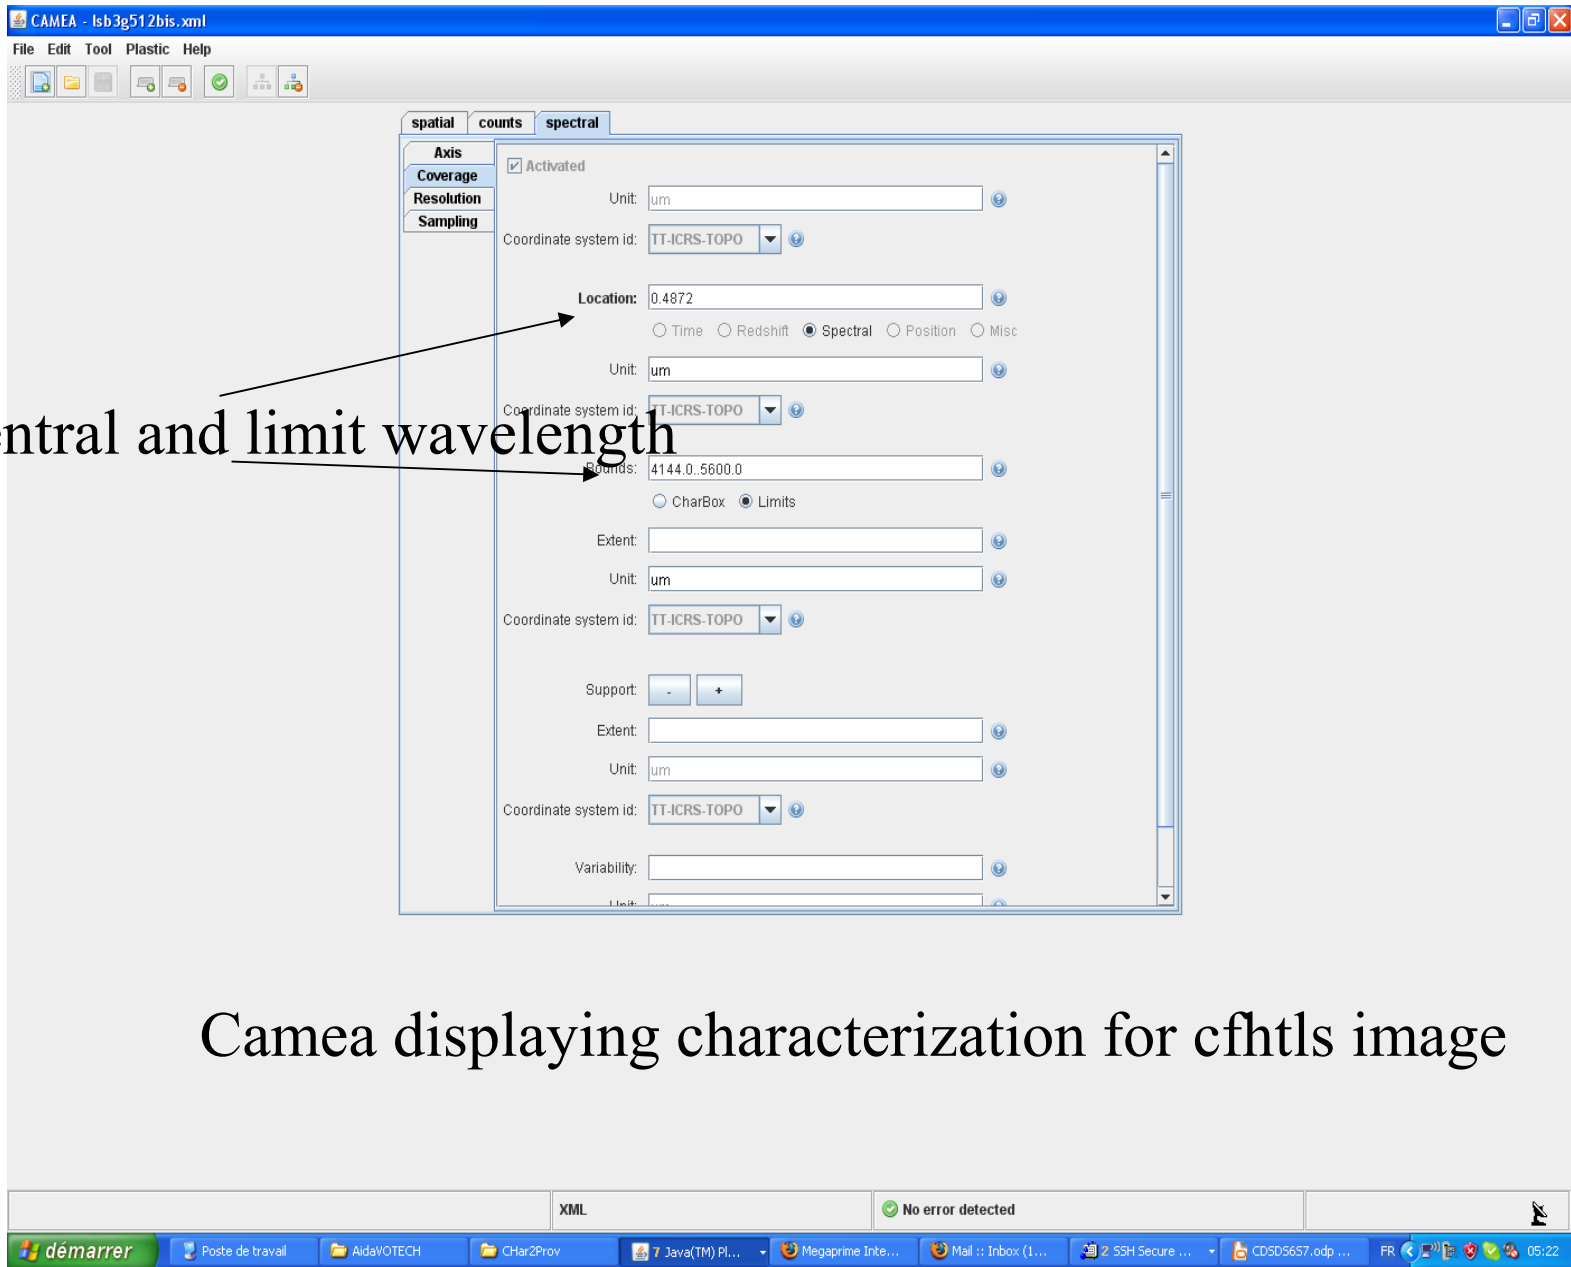 CAMEA - lsb3g512bis.xml
File Edit Tool Plastic Help
spatial counts spectral
Axis
Coverage
Resolution
Sampling
Activated
Unit: um
Coordinate system id: TT-ICRS-TOPO
Location: 0.4872
Time Redshift Spectral Position Misc
Unit: um
Coordinate system id: TT-ICRS-TOPO
entral and limit wavelength
Bounds: 4144.0..5600.0
CharBox Limits
Extent:
Unit: um
Coordinate system id: TT-ICRS-TOPO
Support: - +
Extent:
Unit: um
Coordinate system id: TT-ICRS-TOPO
Variability:
Unit: um
Camea displaying characterization for cfhtls image
XML No error detected
démarrer Poste de travail AidaVOTECH CHar2Prov 7 Java(TM) Pl... Megaprime Inte... Mail :: Inbox (1... 2 SSH Secure ... CDSDS6S7.odp ... FR 05:22